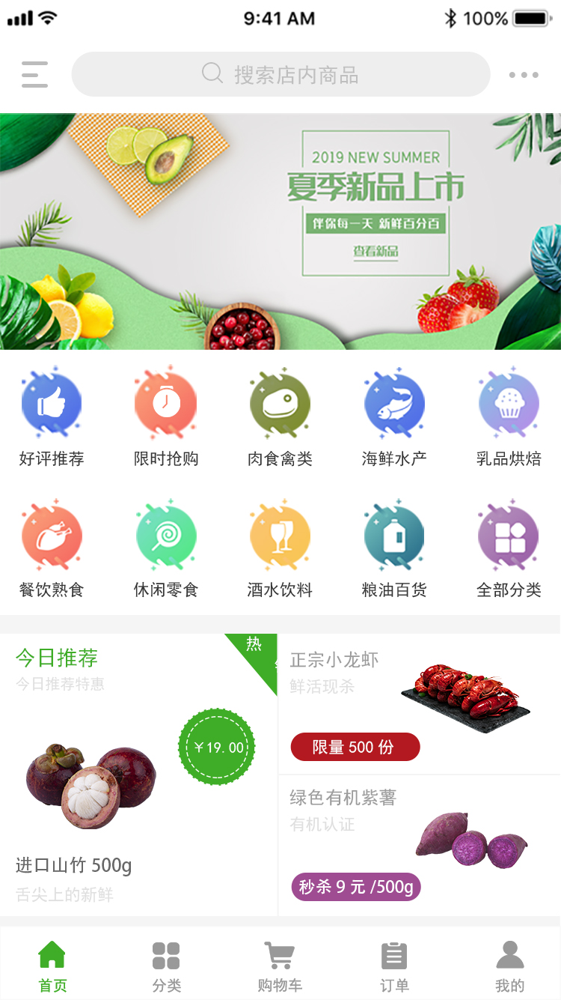 9:41 AM
100%
搜索店内商品
2019 NEW SUMMER
夏季新品上市
伴你每一天 新鲜百分百
查看新品
好评推荐
限时抢购
肉食禽类
海鲜水产
乳品烘焙
餐饮熟食
休闲零食
酒水饮料
粮油百货
全部分类
今日推荐
今日推荐特惠
热
¥19.00
进口山竹 500g
舌尖上的新鲜
正宗小龙虾
鲜活现杀
限量 500 份
绿色有机紫薯
有机认证
秒杀 9 元 /500g
首页
分类
购物车
订单
我的